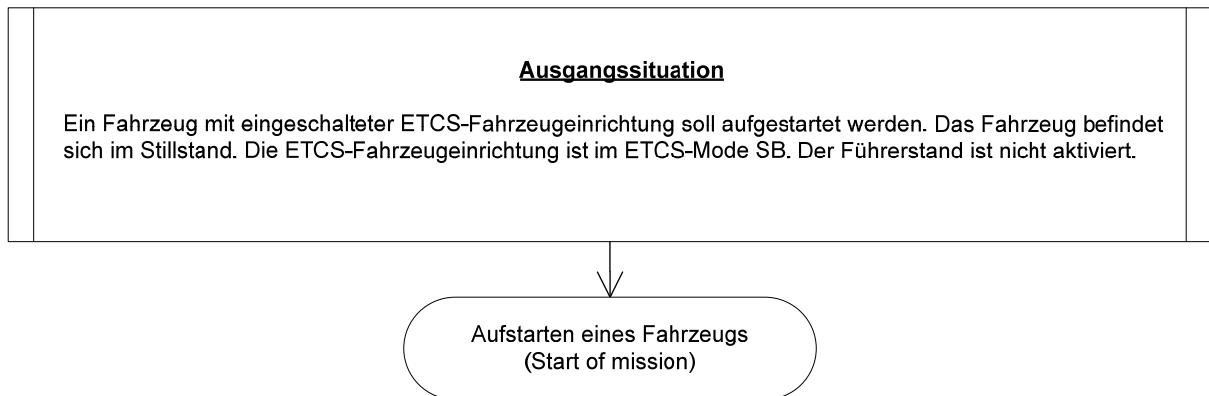 Ausgangssituation
Ein Fahrzeug mit eingeschalteter ETCS-Fahrzeugeinrichtung soll aufgestartet werden. Das Fahrzeug befindet
sich im Stillstand. Die ETCS-Fahrzeugeinrichtung ist im ETCS-Mode SB. Der Führerstand ist nicht aktiviert.
Aufstarten eines Fahrzeugs
(Start of mission)